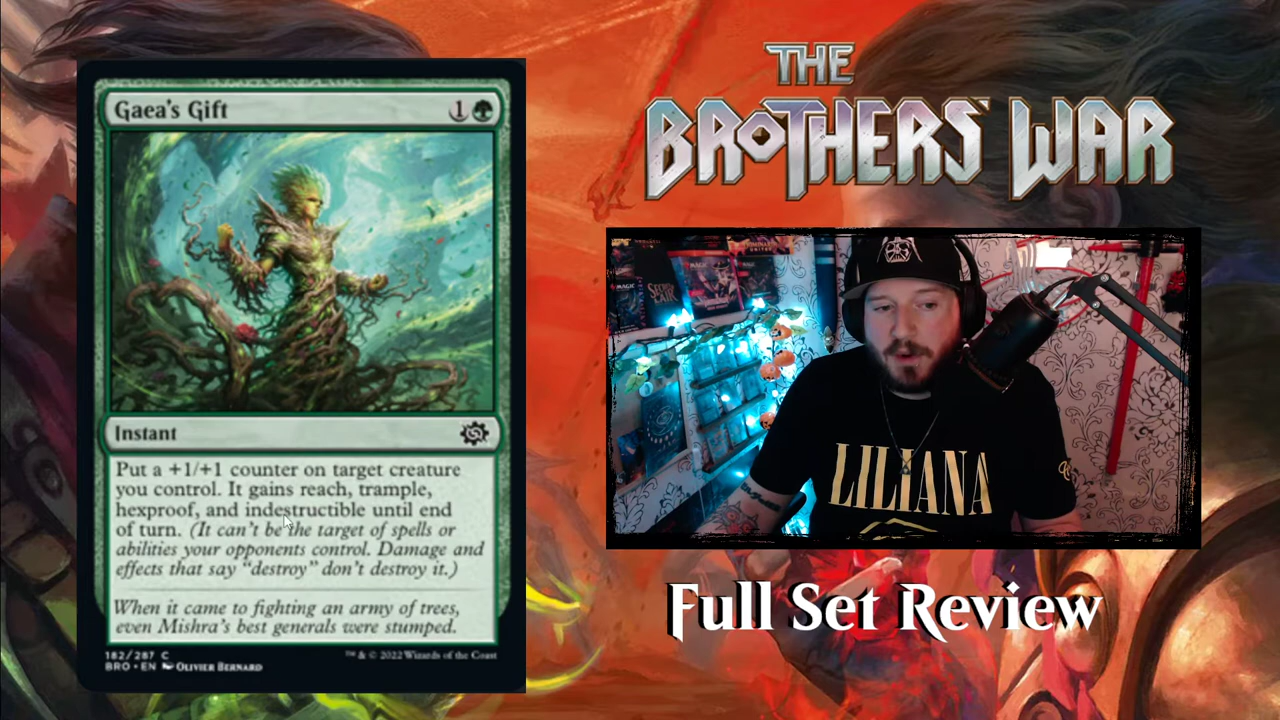 Gaea's Gift 1
Instant
Put a +1/+1 counter on target creature
you control. It gains reach, trample,
hexproof, and indestructible until end
of turn. (It can't be the target of spells or
abilities your opponents control. Damage and
effects that say "destroy" don't destroy it.)
When it came to fighting an army of trees,
even Mishra's best generals were stumped.
182/287 C
BRO • EN OLIVIER BERNARD
™ & © 2022 Wizards of the Coast
THE
BROTHERS' WAR
MAGIC
SECRET
LAIR
LILIANA
Full Set Review